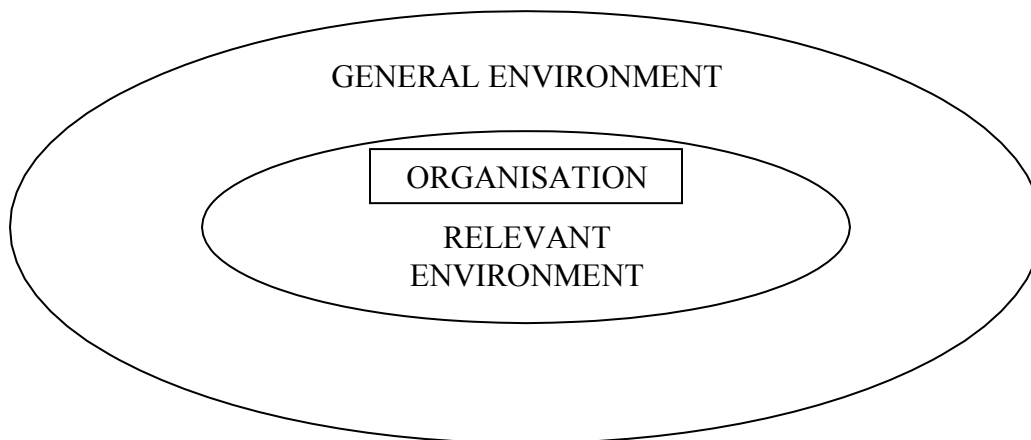 GENERAL ENVIRONMENT
ORGANISATION
RELEVANT
ENVIRONMENT